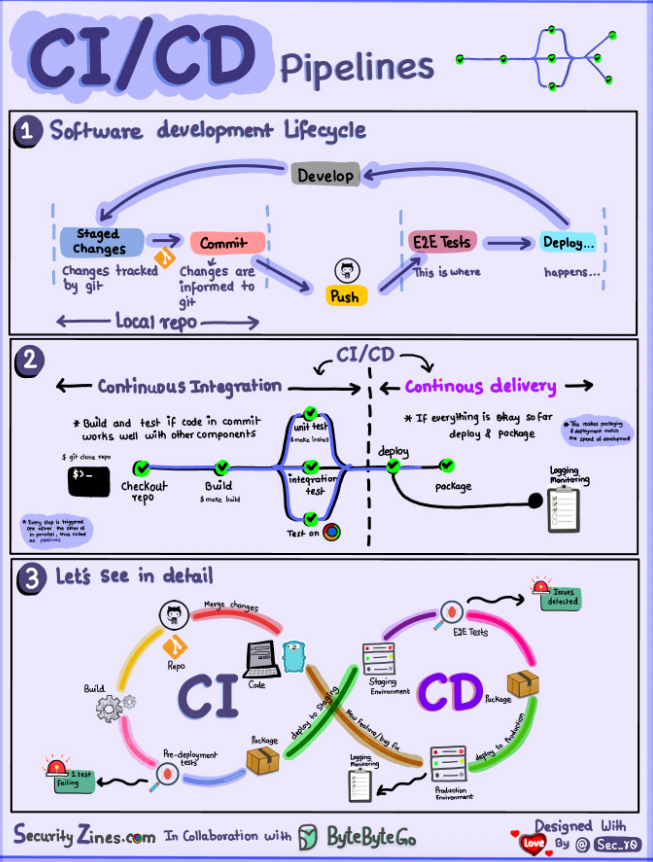 CI/CD Pipelines
1 Software development Lifecycle
Develop
Staged
Changes
Commit
E2E Tests
Deploy...
Changes tracked
by git
Changes are
informed to
git
This is where
happens...
Push
Local repo
2
CI/CD
Continuous Integration
Continous delivery
* Build and test if code in commit
works well with other components
* If everything is okay so far
deploy & package
* This makes packaging
& deployment match
the speed of development
$ git clone repo
$>_
Checkout
repo
Build
$ make build
unit test
$ make install
integration
test
Test on
deploy
package
Logging
Monitoring
* Every step is triggered
one after the other or
in parallel, thus called
as pipelines
3 Let's see in detail
Merge changes
Issues
detected
E2E Tests
Repo
Code
Staging
Environment
CI
CD
Build
Package
deploy to Staging
New feature/bug fix
deploy to Production
Pre-deployment
tests
Package
Logging
Monitoring
1 test
failing
Production
Environment
SecurityZines.com In Collaboration with ByteByteGo
Designed With
Love By @ Sec_r0